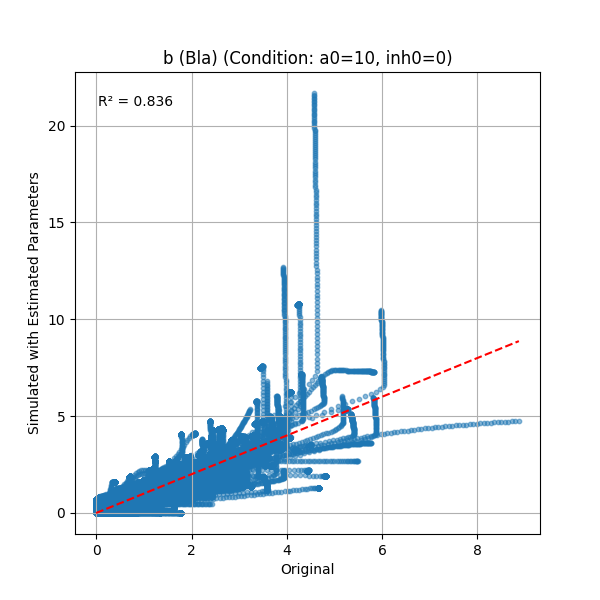 b (Bla) (Condition: a0=10, inh0=0)
R² = 0.836
20
15
10
5
0
Simulated with Estimated Parameters
0 2 4 6 8
Original